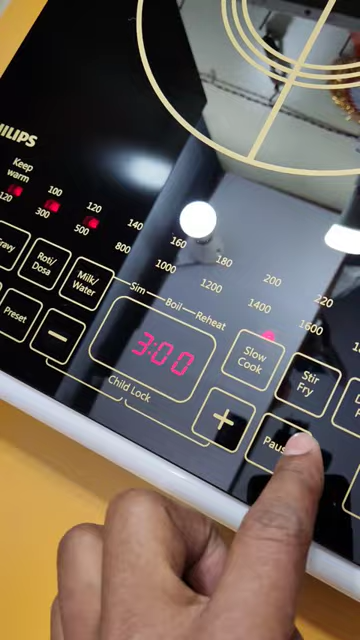 HILIPS
Keep warm 100 120 140 160 180 200 220
120 300 500 800 1000 1200 1400 1600
Gravy Roti/ Dosa Milk/ Water Sim Boil Reheat
Preset − 3:00 Slow Cook Stir Fry
Child Lock + Paus